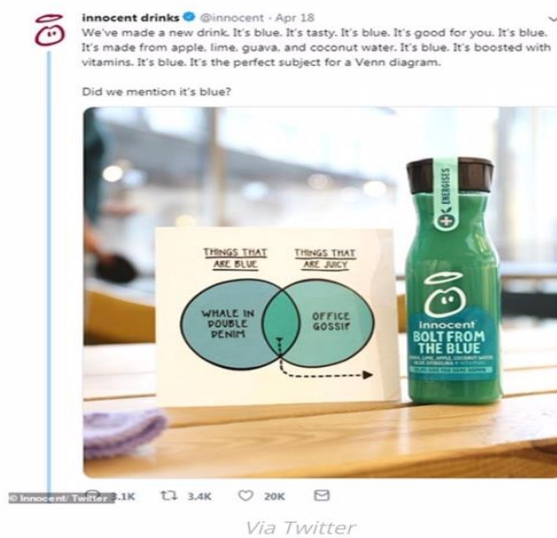 innocent drinks @innocent · Apr 18
We've made a new drink. It's blue. It's tasty. It's blue. It's good for you. It's blue.
It's made from apple, lime, guava, and coconut water. It's blue. It's boosted with
vitamins. It's blue. It's the perfect subject for a Venn diagram.
Did we mention it's blue?
THINGS THAT
ARE BLUE
THINGS THAT
ARE JUICY
WHALE IN
DOUBLE
DENIM
OFFICE
GOSSIP
ENERGISES
innocent
BOLT FROM
THE BLUE
© Innocent/ Twitter
3.1K 3.4K 20K
Via Twitter